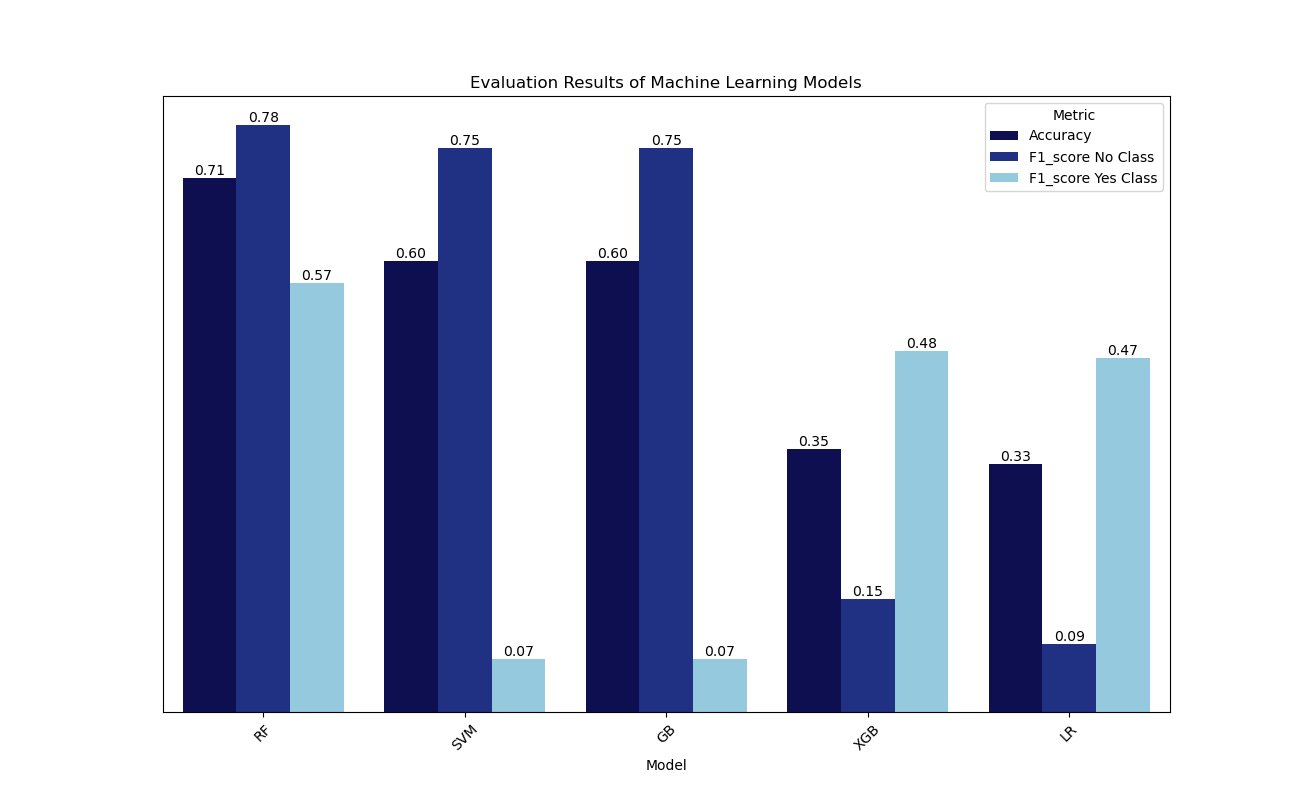 Evaluation Results of Machine Learning Models
Metric
Accuracy
F1_score No Class
F1_score Yes Class
0.71
0.78
0.57
0.60
0.75
0.07
0.60
0.75
0.07
0.35
0.15
0.48
0.33
0.09
0.47
RF
SVM
GB
XGB
LR
Model